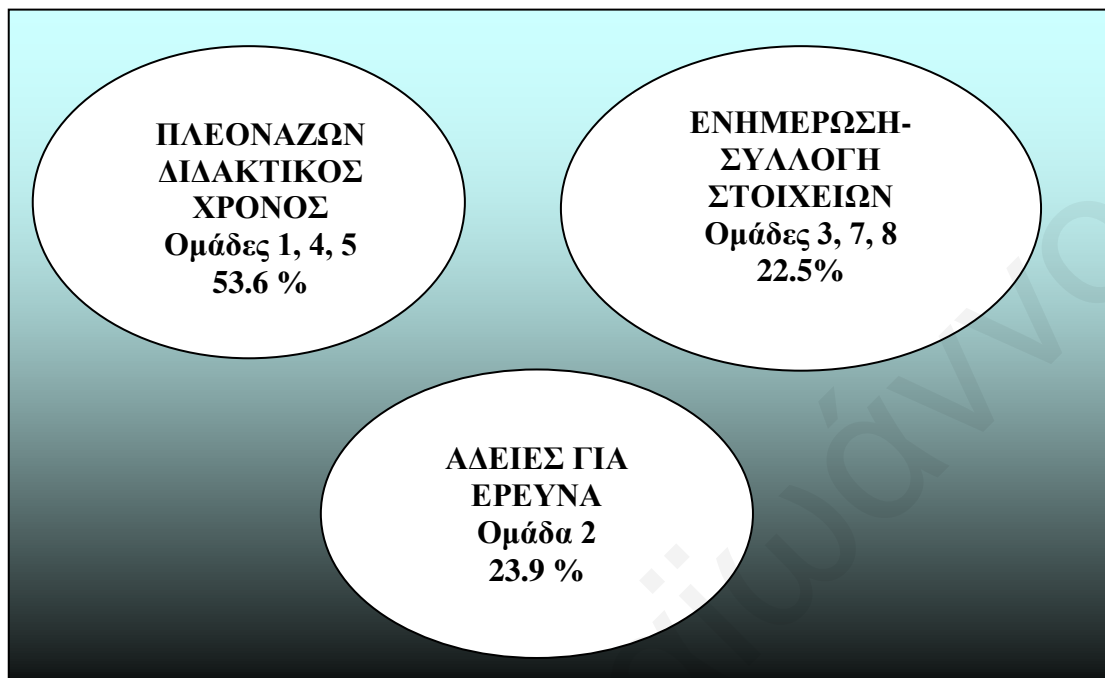 ΠΛΕΟΝΑΖΩΝ
ΔΙΔΑΚΤΙΚΟΣ
ΧΡΟΝΟΣ
Ομάδες 1, 4, 5
53.6 %
ΕΝΗΜΕΡΩΣΗ-
ΣΥΛΛΟΓΗ
ΣΤΟΙΧΕΙΩΝ
Ομάδες 3, 7, 8
22.5%
ΑΔΕΙΕΣ ΓΙΑ
ΕΡΕΥΝΑ
Ομάδα 2
23.9 %